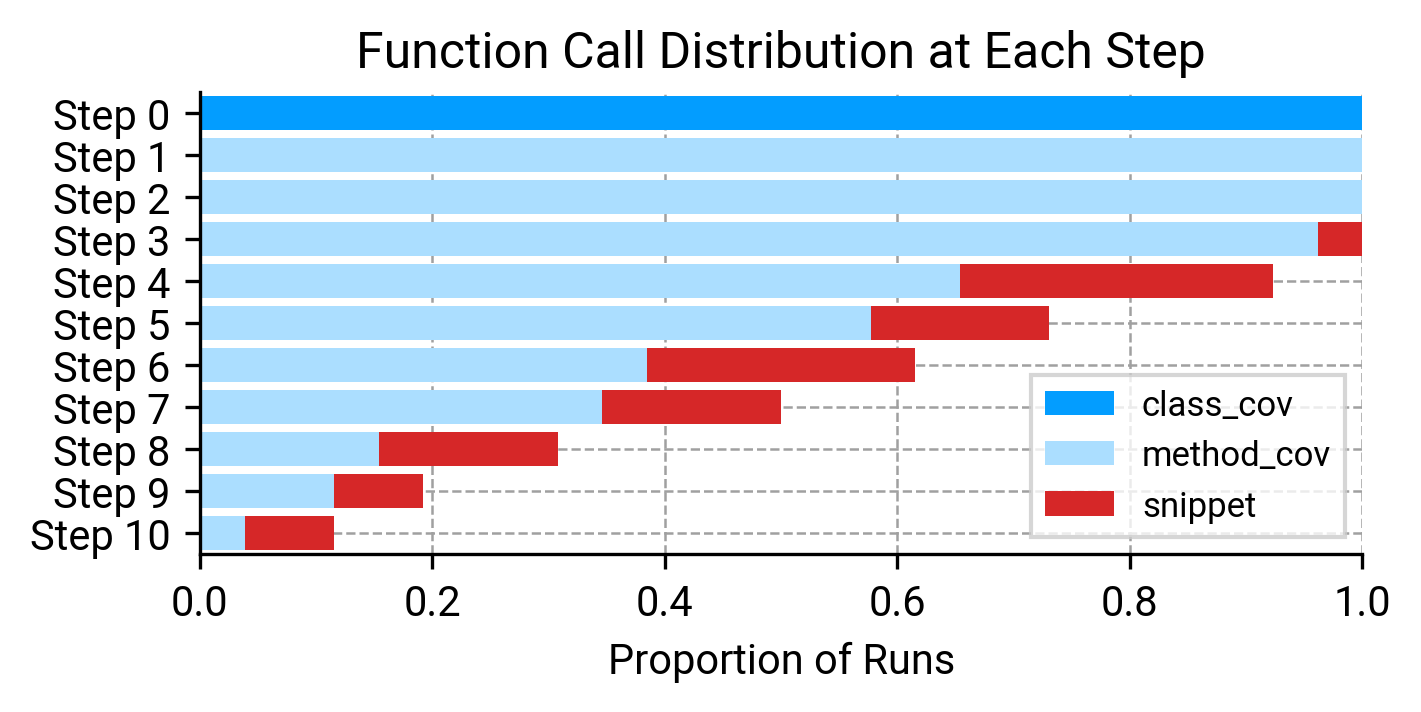 Function Call Distribution at Each Step
Step 0
Step 1
Step 2
Step 3
Step 4
Step 5
Step 6
Step 7
Step 8
Step 9
Step 10
class_cov
method_cov
snippet
0.0 0.2 0.4 0.6 0.8 1.0
Proportion of Runs